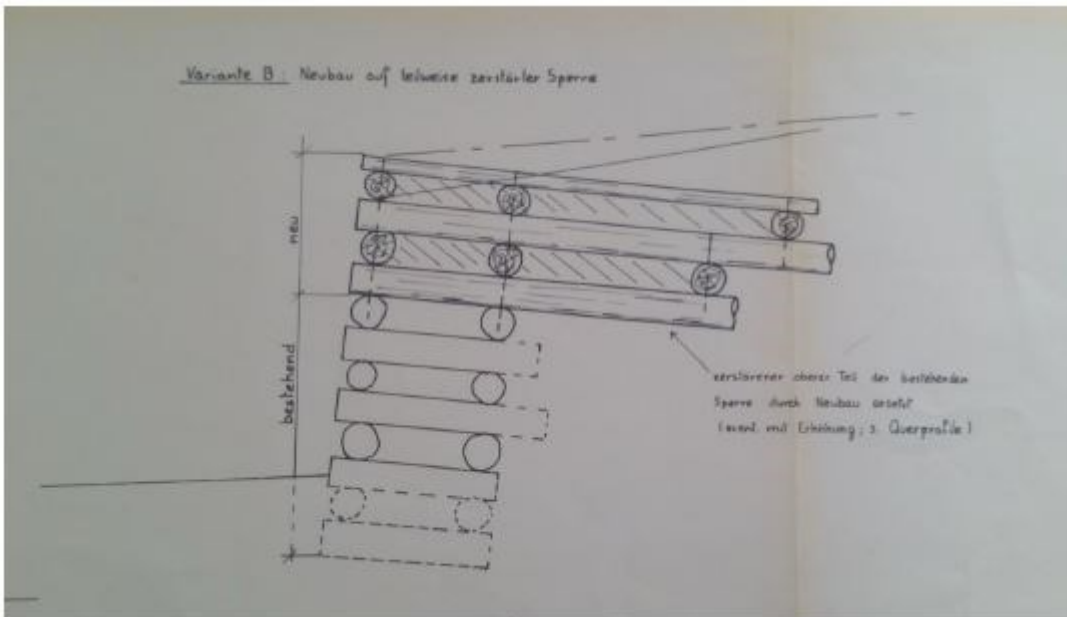 Variante B : Neubau auf teilweise zerstörter Sperre
neu
bestehend
zerstörener oberer Teil der bestehenden
Sperre durch Neubau ersetzt
(event. mit Erhöhung; s. Querprofile)